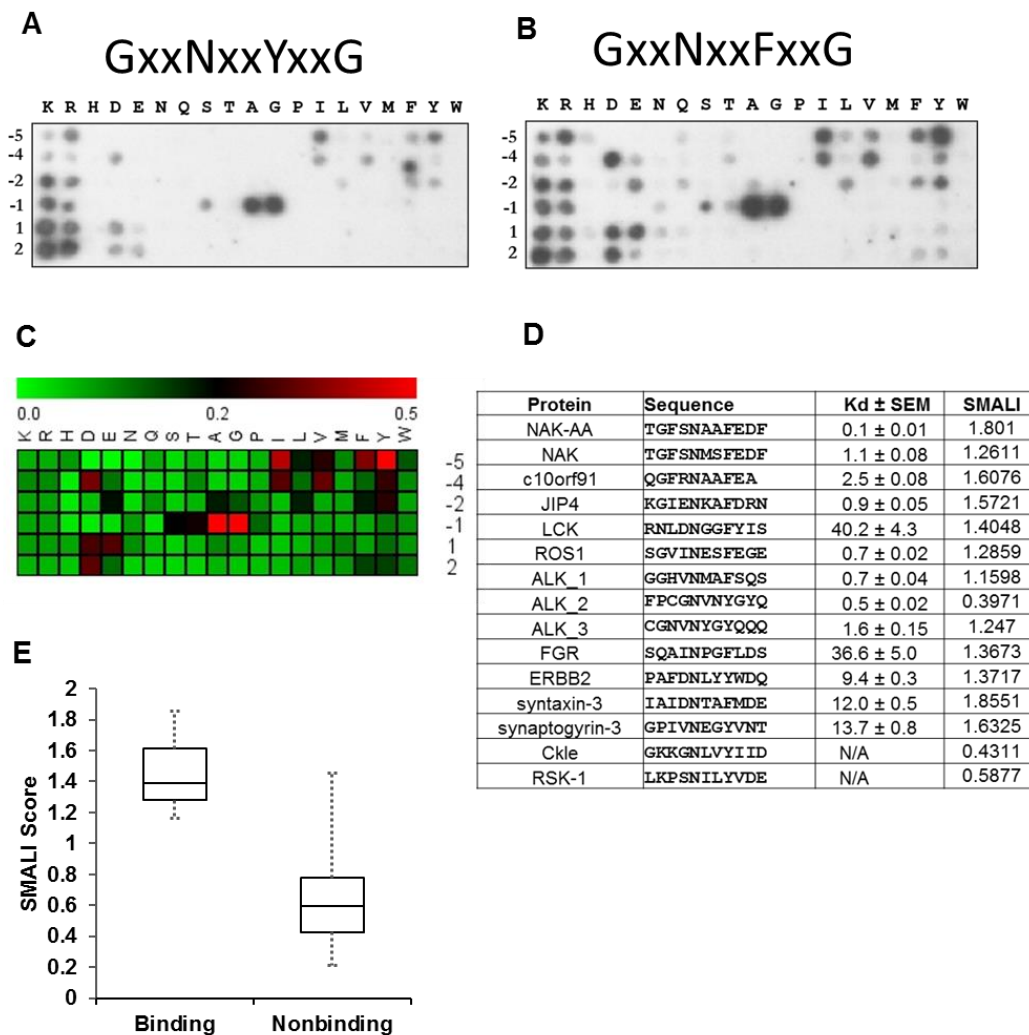 A
GxxNxxYxxG
K R H D E N Q S T A G P I L V M F Y W
-5
-4
-2
-1
1
2
B
GxxNxxFxxG
K R H D E N Q S T A G P I L V M F Y W
-5
-4
-2
-1
1
2
C
0.0 0.2 0.5
K R H D E N Q S T A G P I L V M F Y W
-5
-4
-2
-1
1
2
D
Protein Sequence Kd ± SEM SMALI
NAK-AA TGFSNAAFEDF 0.1 ± 0.01 1.801
NAK TGFSNMSFEDF 1.1 ± 0.08 1.2611
c10orf91 QGFRNAAFEA 2.5 ± 0.08 1.6076
JIP4 KGIENKAFDRN 0.9 ± 0.05 1.5721
LCK RNLDNGGFYIS 40.2 ± 4.3 1.4048
ROS1 SGVINESFEGE 0.7 ± 0.02 1.2859
ALK_1 GGHVNMAFSQS 0.7 ± 0.04 1.1598
ALK_2 FPCGNVNYGYQ 0.5 ± 0.02 0.3971
ALK_3 CGNVNYGYQQQ 1.6 ± 0.15 1.247
FGR SQAINPGFLDS 36.6 ± 5.0 1.3673
ERBB2 PAFDNLYYWDQ 9.4 ± 0.3 1.3717
syntaxin-3 IAIDNTAFMDE 12.0 ± 0.5 1.8551
synaptogyrin-3 GPIVNEGYVNT 13.7 ± 0.8 1.6325
Ckle GKKGNLVYIID N/A 0.4311
RSK-1 LKPSNILYVDE N/A 0.5877
E
SMALI Score
2
1.8
1.6
1.4
1.2
1
0.8
0.6
0.4
0.2
0
Binding Nonbinding